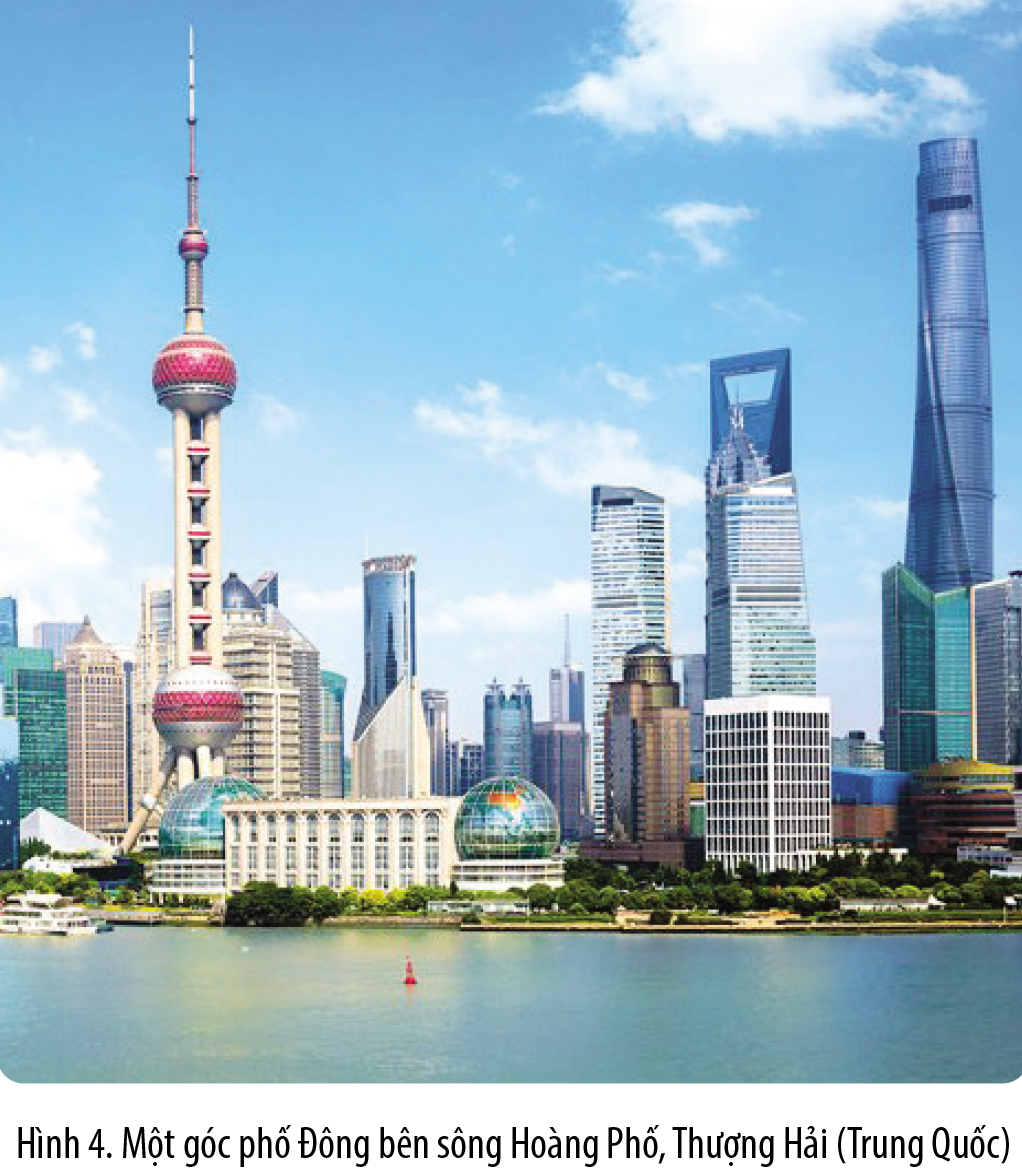 Hình 4. Một góc phố Đông bên sông Hoàng Phố, Thượng Hải (Trung Quốc)